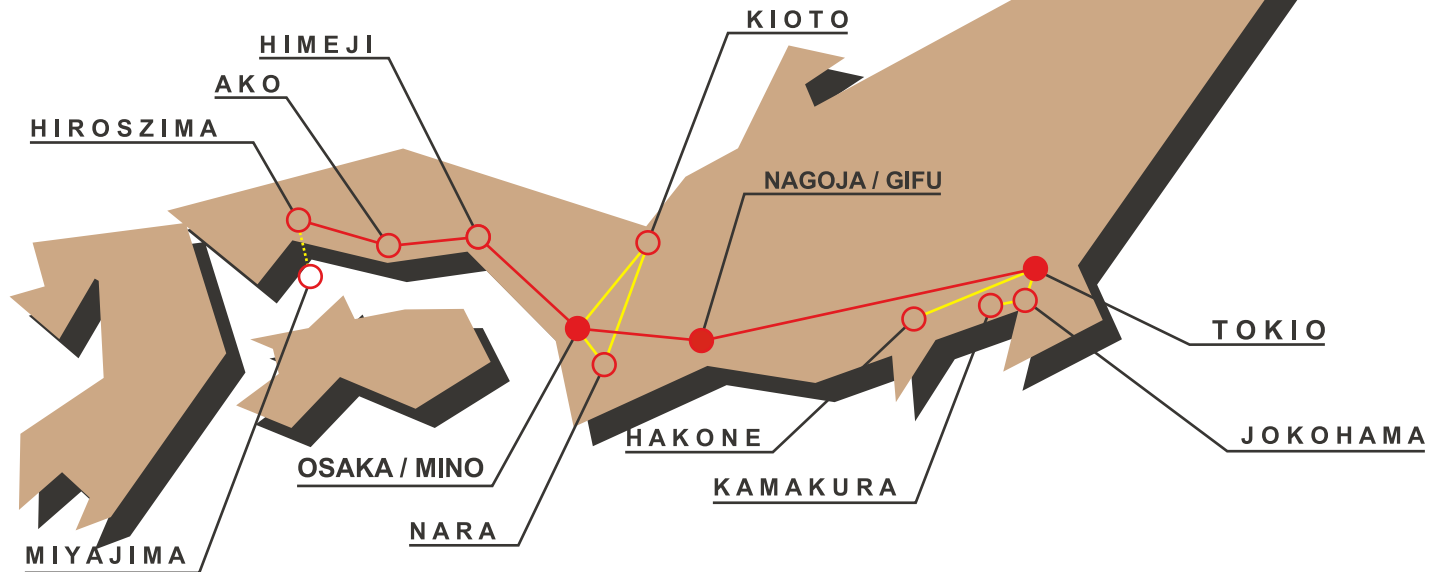 KIOTO
HIMEJI
AKO
HIROSZIMA
NAGOJA / GIFU
TOKIO
HAKONE
JOKOHAMA
OSAKA / MINO
KAMAKURA
NARA
MIYAJIMA